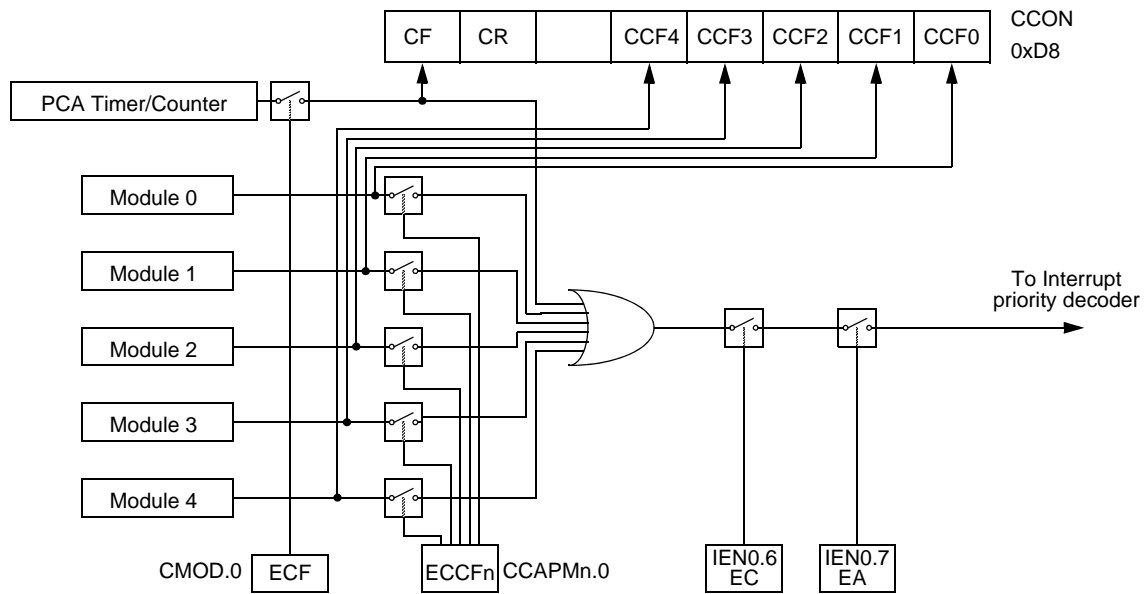 CF CR CCF4 CCF3 CCF2 CCF1 CCF0 CCON
0xD8
PCA Timer/Counter
Module 0
Module 1
Module 2
Module 3
Module 4
To Interrupt
priority decoder
CMOD.0 ECF
ECCFn CCAPMn.0
IEN0.6
EC
IEN0.7
EA